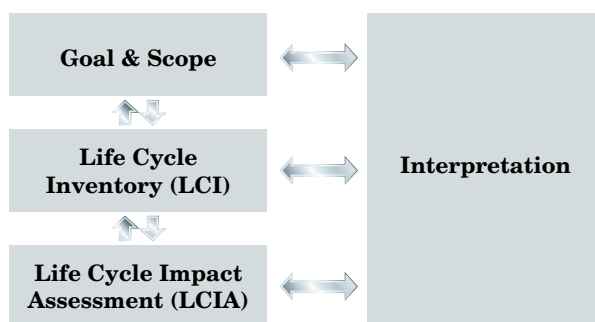 Goal & Scope
Life Cycle
Inventory (LCI)
Life Cycle Impact
Assessment (LCIA)
Interpretation